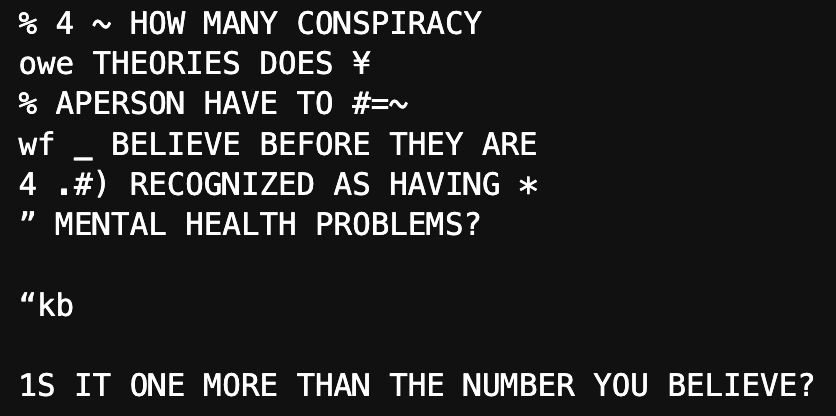 % 4 ~ HOW MANY CONSPIRACY
owe THEORIES DOES ¥
% APERSON HAVE TO #=~
wf _ BELIEVE BEFORE THEY ARE
4 .#) RECOGNIZED AS HAVING *
” MENTAL HEALTH PROBLEMS?
“kb
1S IT ONE MORE THAN THE NUMBER YOU BELIEVE?